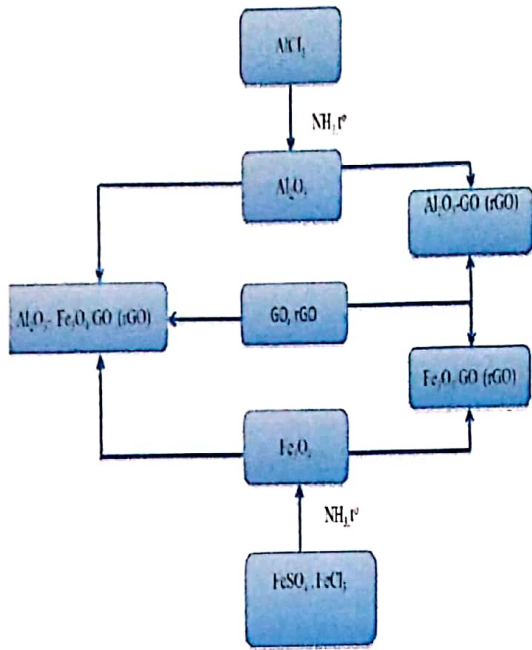 AlCl₃
NH₃, t°
Al₂O₃
Al₂O₃-GO (rGO)
Al₂O₃- Fe₃O₄ GO (rGO)
GO, rGO
Fe₃O₄ GO (rGO)
Fe₃O₄
NH₃, t°
FeSO₄ . FeCl₃